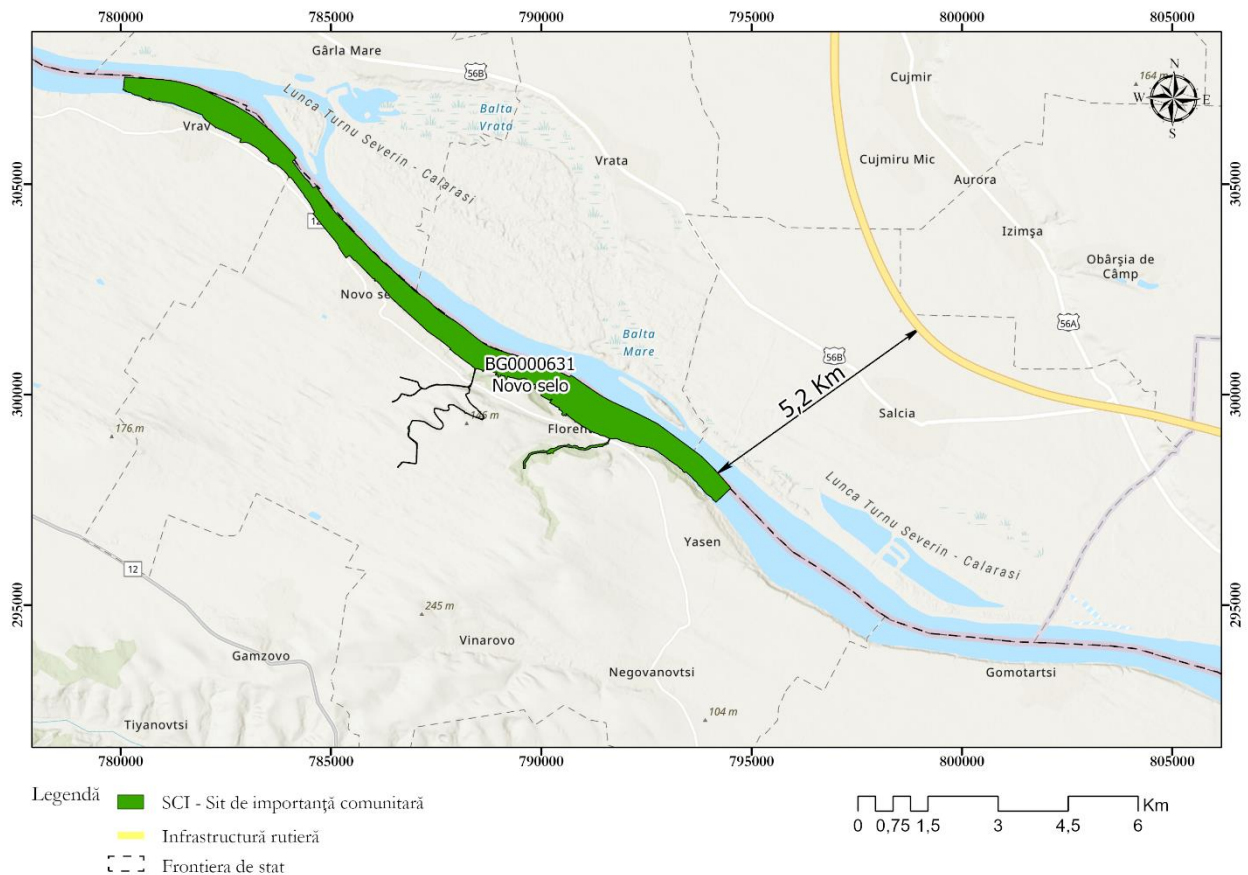 780000 785000 790000 795000 800000 805000
Gârla Mare
56B
Cujmir
164 m
N
W E
S
Lunca Turnu Severin - Calarasi
Balta
Vrata
Vrav
Vrata
Cujmiru Mic
Aurora
305000 305000
12
Izimşa
Obârşia de
Câmp
Novo se
56A
Balta
Mare
56B
BG0000631
Novo selo
5,2 Km
300000 300000
Salcia
176 m
146 m
Floren
Lunca Turnu Severin - Calarasi
Yasen
12
295000 295000
245 m
Vinarovo
Gamzovo
Negovanovtsi
Gomotartsi
104 m
Tiyanovtsi
780000 785000 790000 795000 800000 805000
Legendă
SCI - Sit de importanță comunitară
Infrastructură rutieră
Frontiera de stat
Km
0 0,75 1,5 3 4,5 6